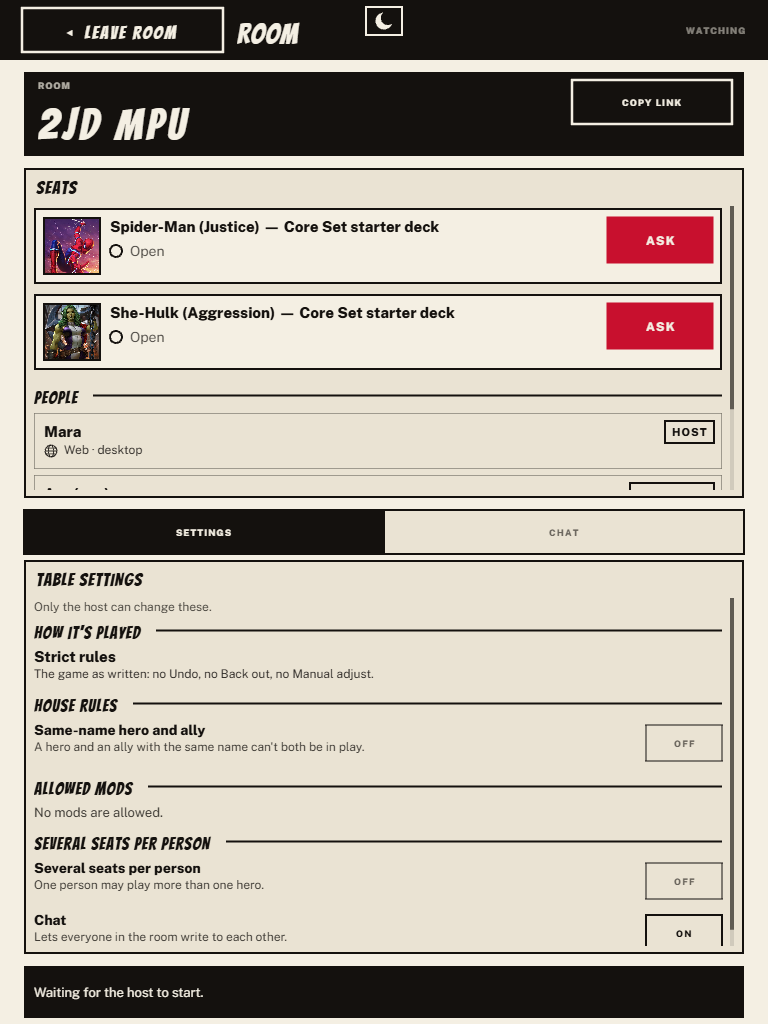 ◂ LEAVE ROOM
ROOM
WATCHING
ROOM
2JD MPU
COPY LINK
SEATS
Spider-Man (Justice) — Core Set starter deck
Open
ASK
She-Hulk (Aggression) — Core Set starter deck
Open
ASK
PEOPLE
Mara
Web · desktop
HOST
SETTINGS
CHAT
TABLE SETTINGS
Only the host can change these.
HOW IT'S PLAYED
Strict rules
The game as written: no Undo, no Back out, no Manual adjust.
HOUSE RULES
Same-name hero and ally
A hero and an ally with the same name can't both be in play.
OFF
ALLOWED MODS
No mods are allowed.
SEVERAL SEATS PER PERSON
Several seats per person
One person may play more than one hero.
OFF
Chat
Lets everyone in the room write to each other.
ON
Waiting for the host to start.